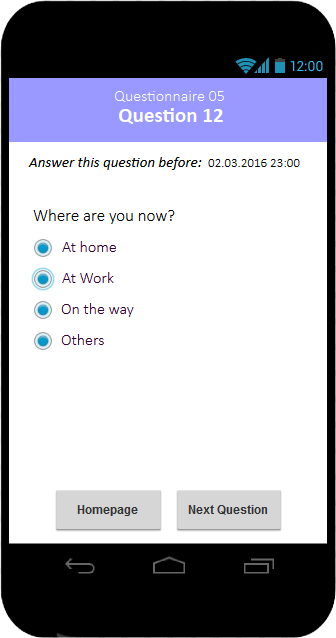 12:00
Questionnaire 05
Question 12
Answer this question before: 02.03.2016 23:00
Where are you now?
At home
At Work
On the way
Others
Homepage Next Question